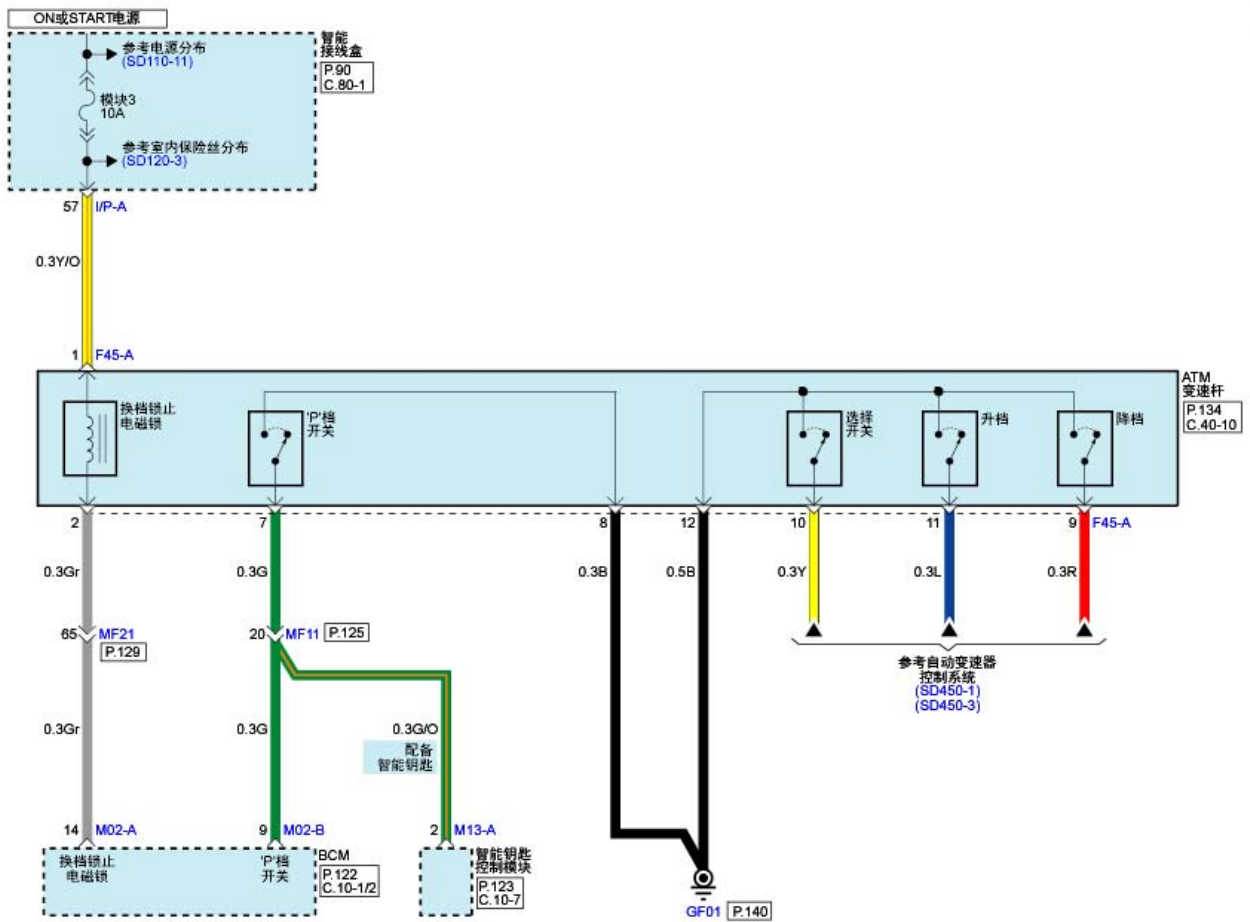 ON或START电源
参考电源分布
(SD110-11)
模块3
10A
参考室内保险丝分布
(SD120-3)
智能
接线盒
P.90
C.80-1
57 I/P-A
0.3Y/O
1 F45-A
换档锁止
电磁锁
'P'档
开关
选择
开关
升档
降档
ATM
变速杆
P.134
C.40-10
2 7 8 12 10 11 9 F45-A
0.3Gr 0.3G 0.3B 0.5B 0.3Y 0.3L 0.3R
65 MF21
P.129
20 MF11 P.125
参考自动变速器
控制系统
(SD450-1)
(SD450-3)
0.3Gr 0.3G 0.3G/O
配备
智能钥匙
14 M02-A 9 M02-B 2 M13-A
换档锁止
电磁锁
'P'档
开关
BCM
P.122
C.10-1/2
智能钥匙
控制模块
P.123
C.10-7
GF01 P.140